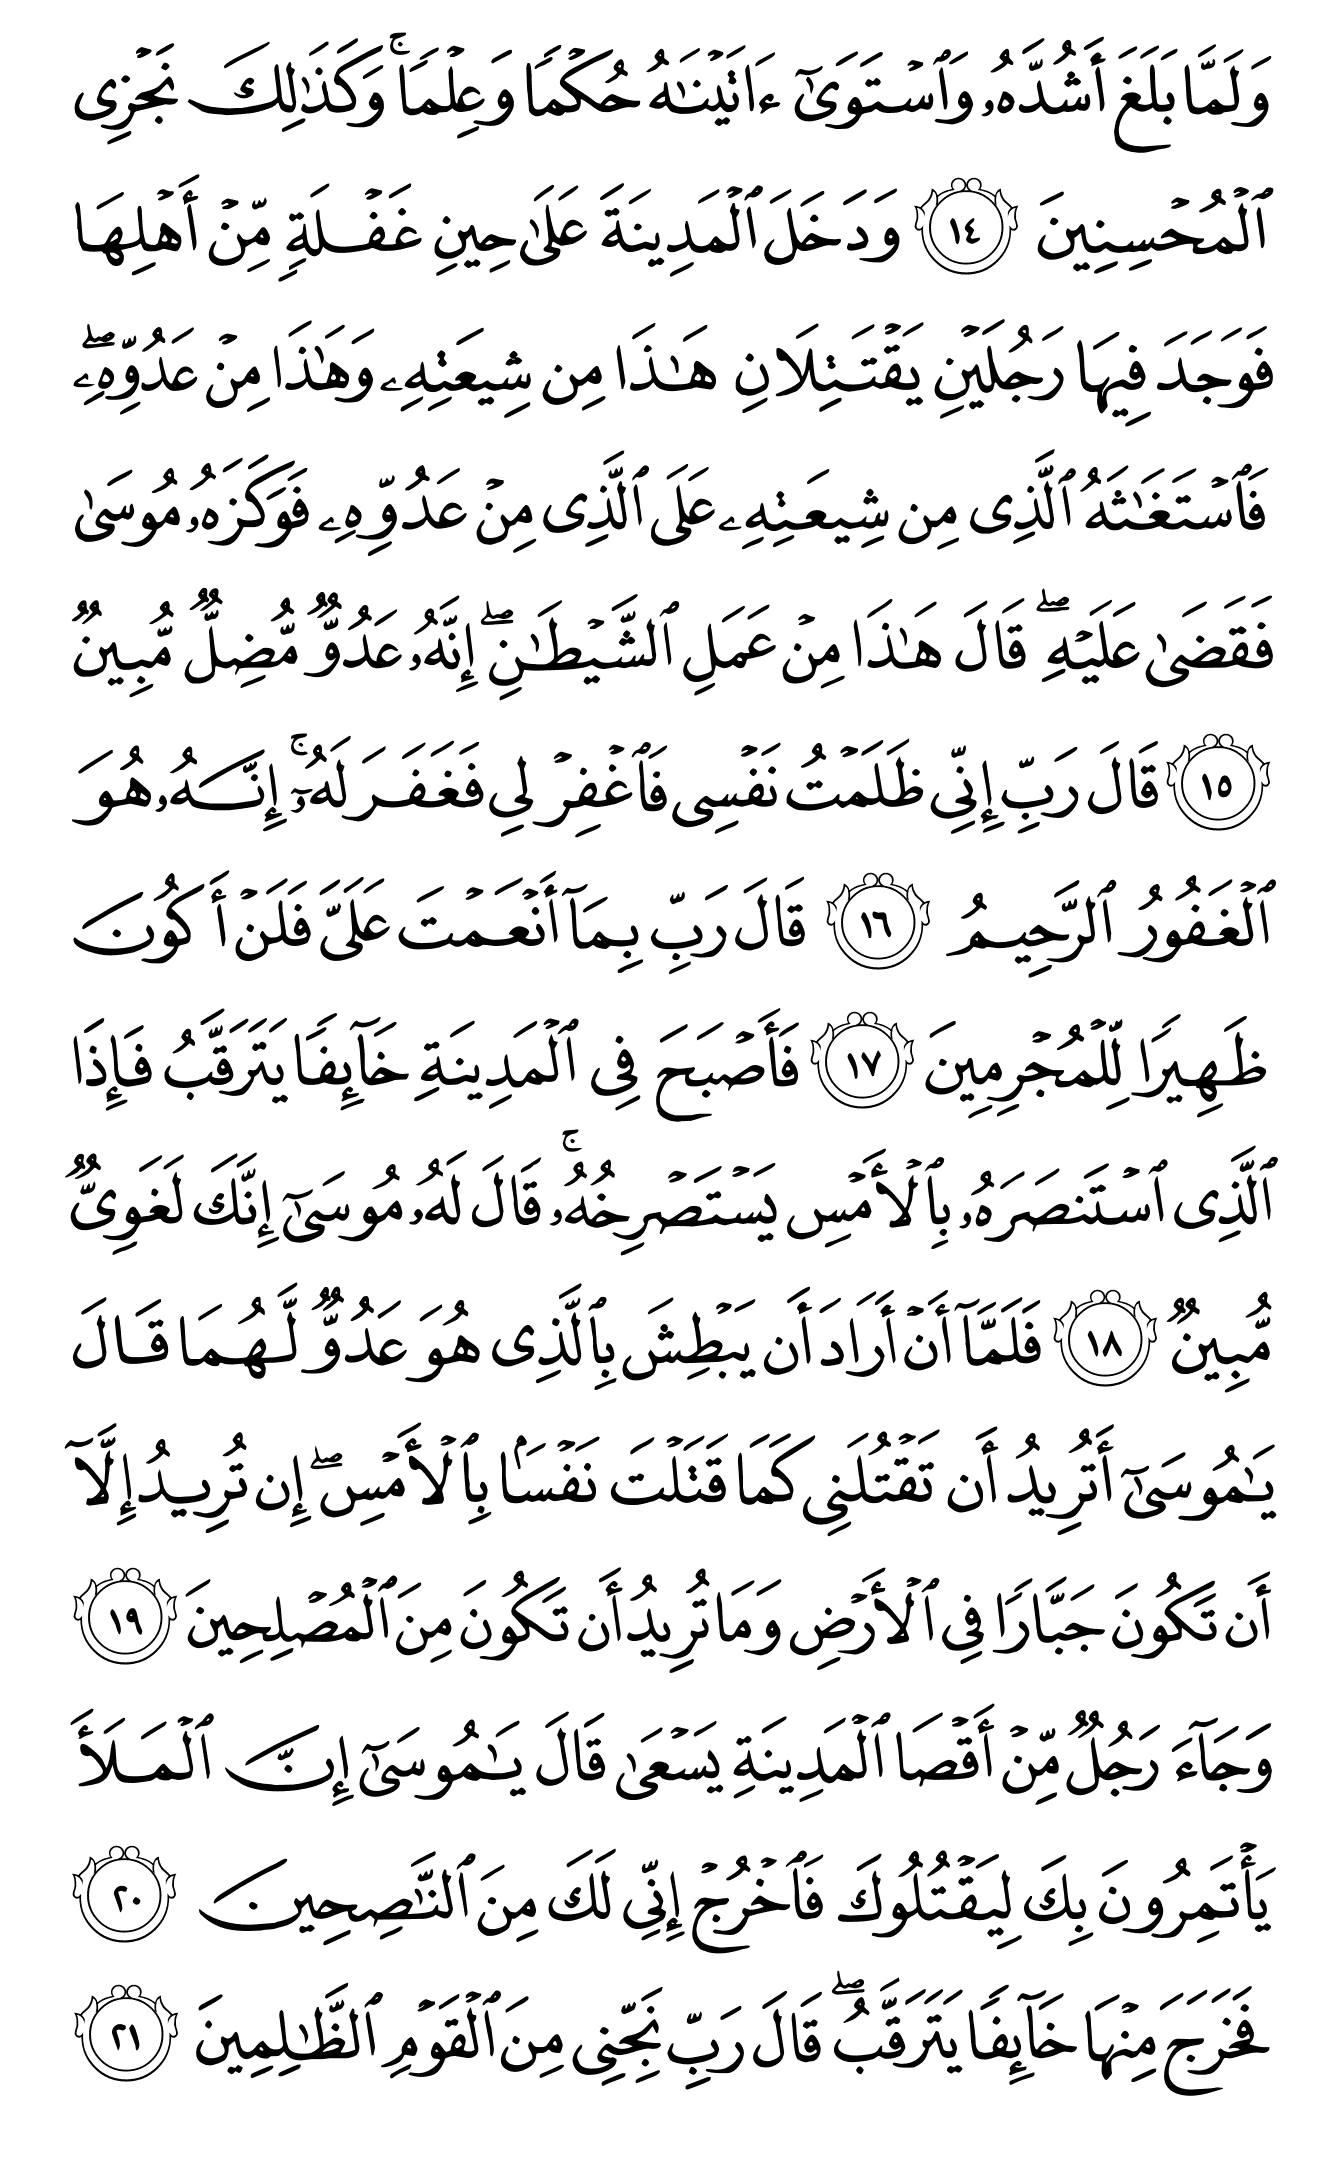 وَلَمَّا بَلَغَ أَشُدَّهُۥ وَٱسۡتَوَىٰٓ ءَاتَيۡنَٰهُ حُكۡمٗا وَعِلۡمٗاۚ وَكَذَٰلِكَ نَجۡزِي
ٱلۡمُحۡسِنِينَ ١٤ وَدَخَلَ ٱلۡمَدِينَةَ عَلَىٰ حِينِ غَفۡلَةٖ مِّنۡ أَهۡلِهَا
فَوَجَدَ فِيهَا رَجُلَيۡنِ يَقۡتَتِلَانِ هَٰذَا مِن شِيعَتِهِۦ وَهَٰذَا مِنۡ عَدُوِّهِۦۖ
فَٱسۡتَغَٰثَهُ ٱلَّذِي مِن شِيعَتِهِۦ عَلَى ٱلَّذِي مِنۡ عَدُوِّهِۦ فَوَكَزَهُۥ مُوسَىٰ
فَقَضَىٰ عَلَيۡهِۖ قَالَ هَٰذَا مِنۡ عَمَلِ ٱلشَّيۡطَٰنِۖ إِنَّهُۥ عَدُوّٞ مُّضِلّٞ مُّبِينٞ
١٥ قَالَ رَبِّ إِنِّي ظَلَمۡتُ نَفۡسِي فَٱغۡفِرۡ لِي فَغَفَرَ لَهُۥٓۚ إِنَّهُۥ هُوَ
ٱلۡغَفُورُ ٱلرَّحِيمُ ١٦ قَالَ رَبِّ بِمَآ أَنۡعَمۡتَ عَلَيَّ فَلَنۡ أَكُونَ
ظَهِيرٗا لِّلۡمُجۡرِمِينَ ١٧ فَأَصۡبَحَ فِي ٱلۡمَدِينَةِ خَآئِفٗا يَتَرَقَّبُ فَإِذَا
ٱلَّذِي ٱسۡتَنصَرَهُۥ بِٱلۡأَمۡسِ يَسۡتَصۡرِخُهُۥۚ قَالَ لَهُۥ مُوسَىٰٓ إِنَّكَ لَغَوِيّٞ
مُّبِينٞ ١٨ فَلَمَّآ أَنۡ أَرَادَ أَن يَبۡطِشَ بِٱلَّذِي هُوَ عَدُوّٞ لَّهُمَا قَالَ
يَٰمُوسَىٰٓ أَتُرِيدُ أَن تَقۡتُلَنِي كَمَا قَتَلۡتَ نَفۡسَۢا بِٱلۡأَمۡسِۖ إِن تُرِيدُ إِلَّآ
أَن تَكُونَ جَبَّارٗا فِي ٱلۡأَرۡضِ وَمَا تُرِيدُ أَن تَكُونَ مِنَ ٱلۡمُصۡلِحِينَ ١٩
وَجَآءَ رَجُلٞ مِّنۡ أَقۡصَا ٱلۡمَدِينَةِ يَسۡعَىٰ قَالَ يَٰمُوسَىٰٓ إِنَّ ٱلۡمَلَأَ
يَأۡتَمِرُونَ بِكَ لِيَقۡتُلُوكَ فَٱخۡرُجۡ إِنِّي لَكَ مِنَ ٱلنَّٰصِحِينَ ٢٠
فَخَرَجَ مِنۡهَا خَآئِفٗا يَتَرَقَّبُۖ قَالَ رَبِّ نَجِّنِي مِنَ ٱلۡقَوۡمِ ٱلظَّٰلِمِينَ ٢١